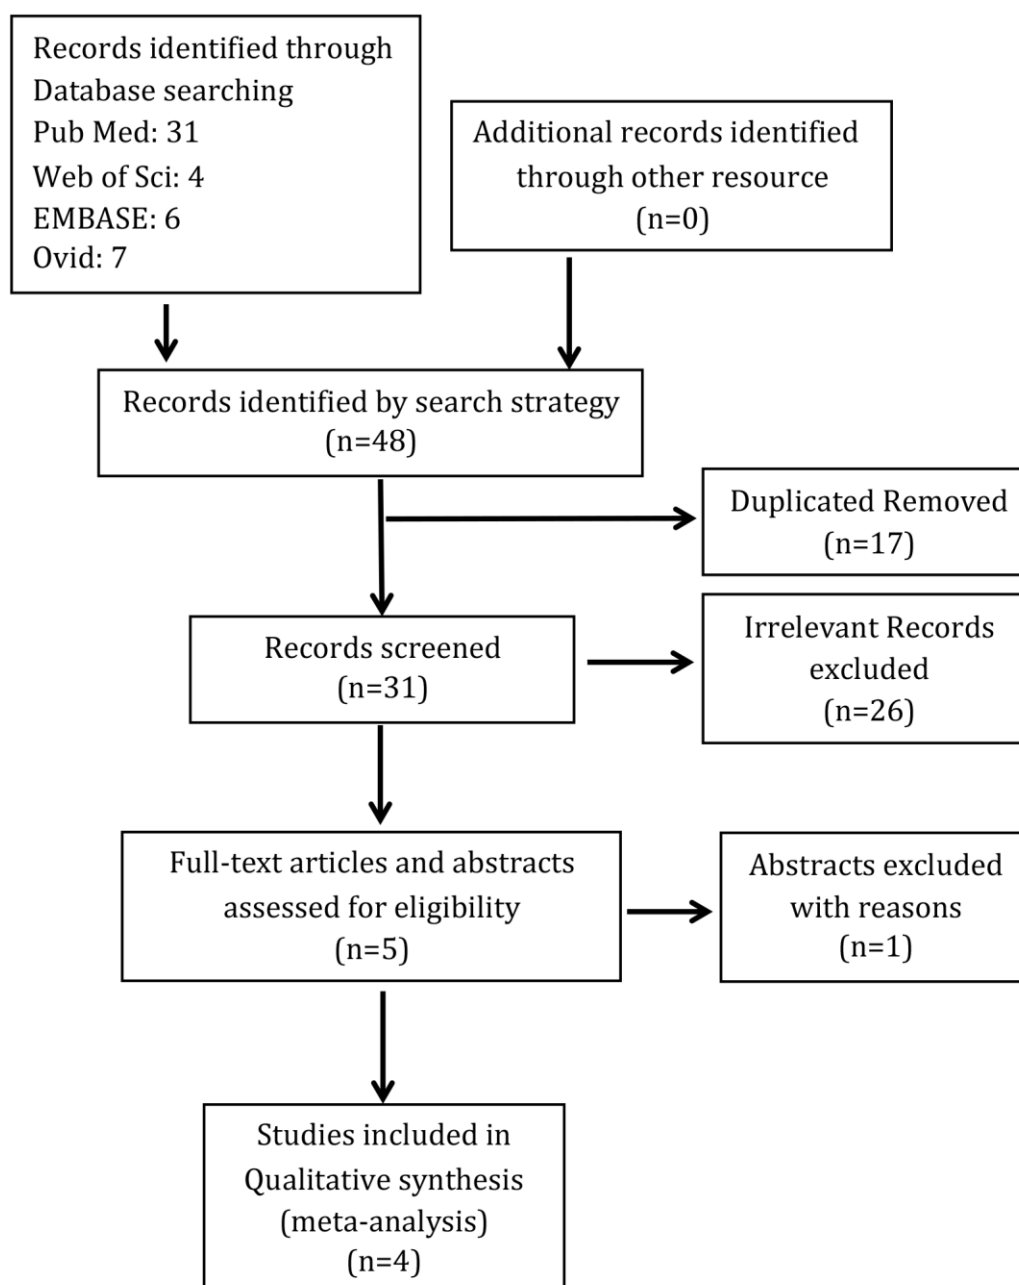 Records identified through
Database searching
Pub Med: 31
Web of Sci: 4
EMBASE: 6
Ovid: 7
Additional records identified
through other resource
(n=0)
Records identified by search strategy
(n=48)
Duplicated Removed
(n=17)
Records screened
(n=31)
Irrelevant Records
excluded
(n=26)
Full-text articles and abstracts
assessed for eligibility
(n=5)
Abstracts excluded
with reasons
(n=1)
Studies included in
Qualitative synthesis
(meta-analysis)
(n=4)